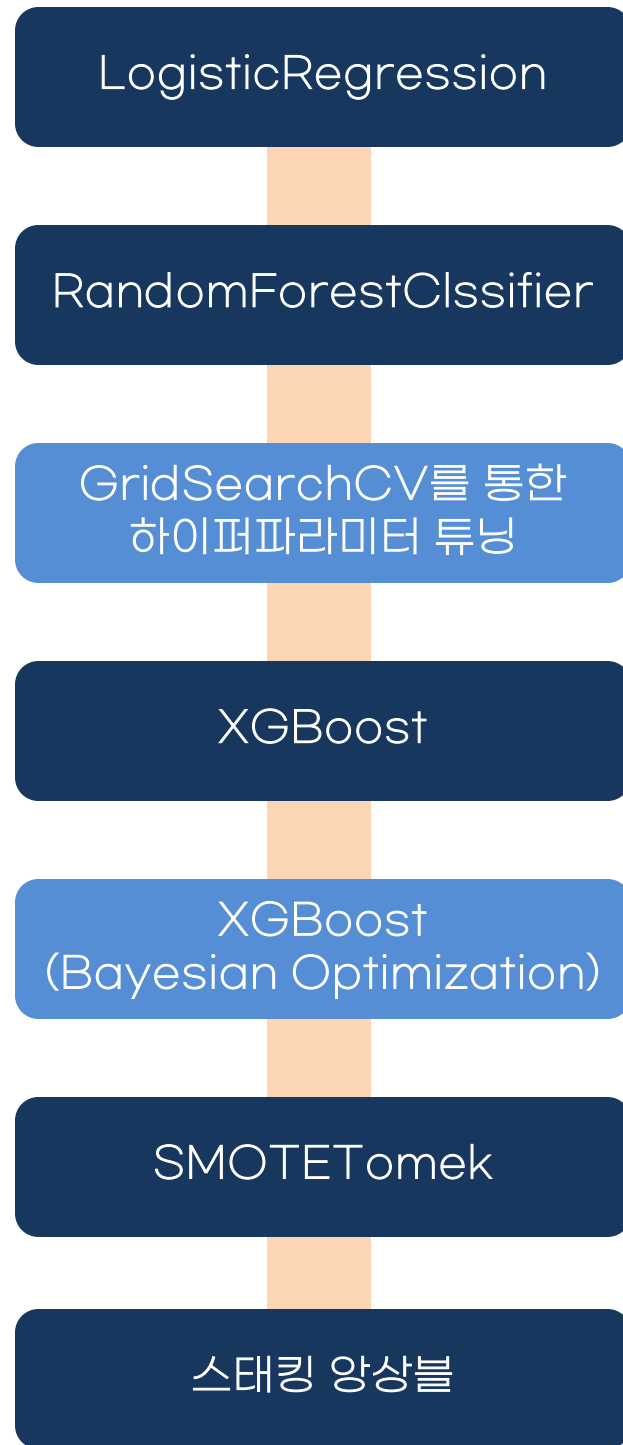 LogisticRegression
RandomForestClssifier
GridSearchCV를 통한
하이퍼파라미터 튜닝
XGBoost
XGBoost
(Bayesian Optimization)
SMOTETomek
스태킹 앙상블